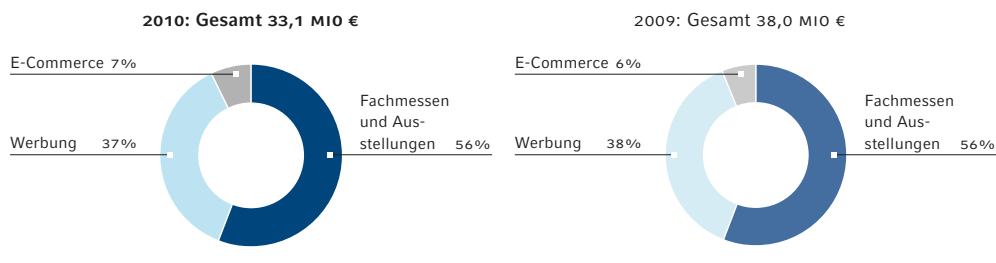 2010: Gesamt 33,1 MIO €
E-Commerce 7%
Fachmessen
und Aus-
stellungen 56%
Werbung 37%
2009: Gesamt 38,0 MIO €
E-Commerce 6%
Fachmessen
und Aus-
stellungen 56%
Werbung 38%